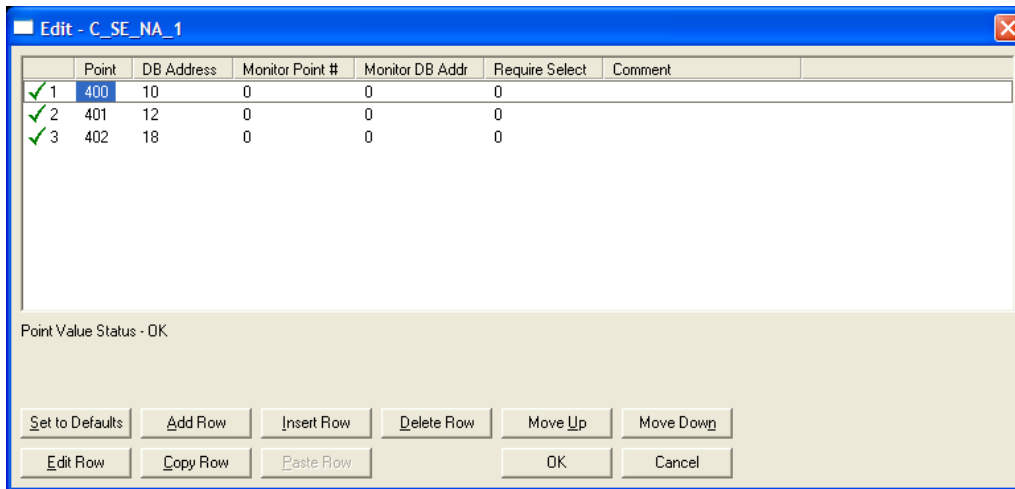 Edit - C_SE_NA_1
Point DB Address Monitor Point # Monitor DB Addr Require Select Comment
1 400 10 0 0 0
2 401 12 0 0 0
3 402 18 0 0 0
Point Value Status - OK
Set to Defaults Add Row Insert Row Delete Row Move Up Move Down
Edit Row Copy Row Paste Row OK Cancel